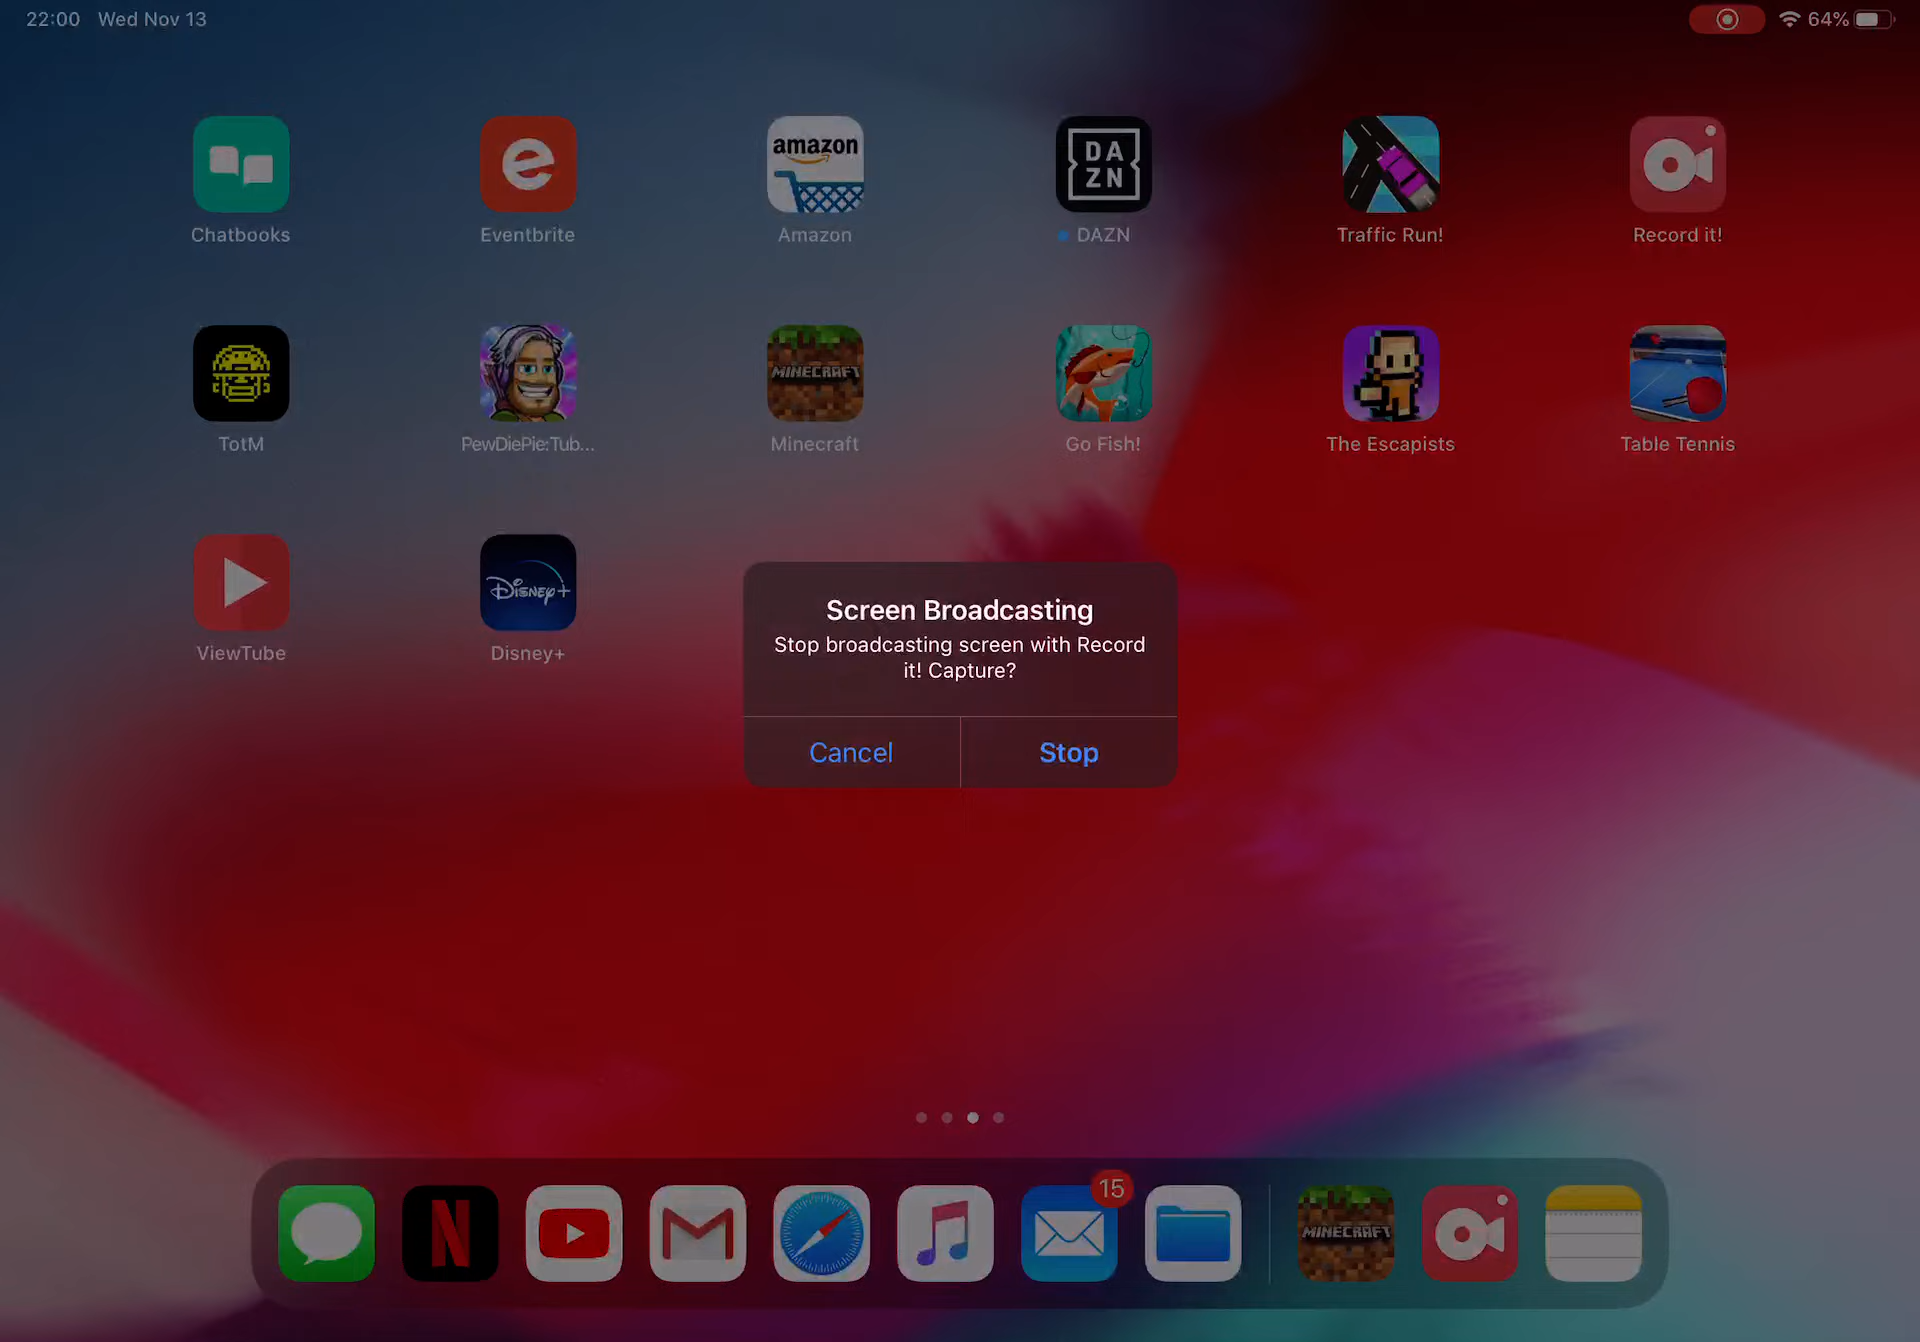 22:00 Wed Nov 13
64%
amazon
DA
ZN
Chatbooks
Eventbrite
Amazon
DAZN
Traffic Run!
Record it!
MINECRAFT
TotM
PewDiePie:Tub...
Minecraft
Go Fish!
The Escapists
Table Tennis
Disney+
ViewTube
Disney+
Screen Broadcasting
Stop broadcasting screen with Record
it! Capture?
Cancel
Stop
15
N
MINECRAFT